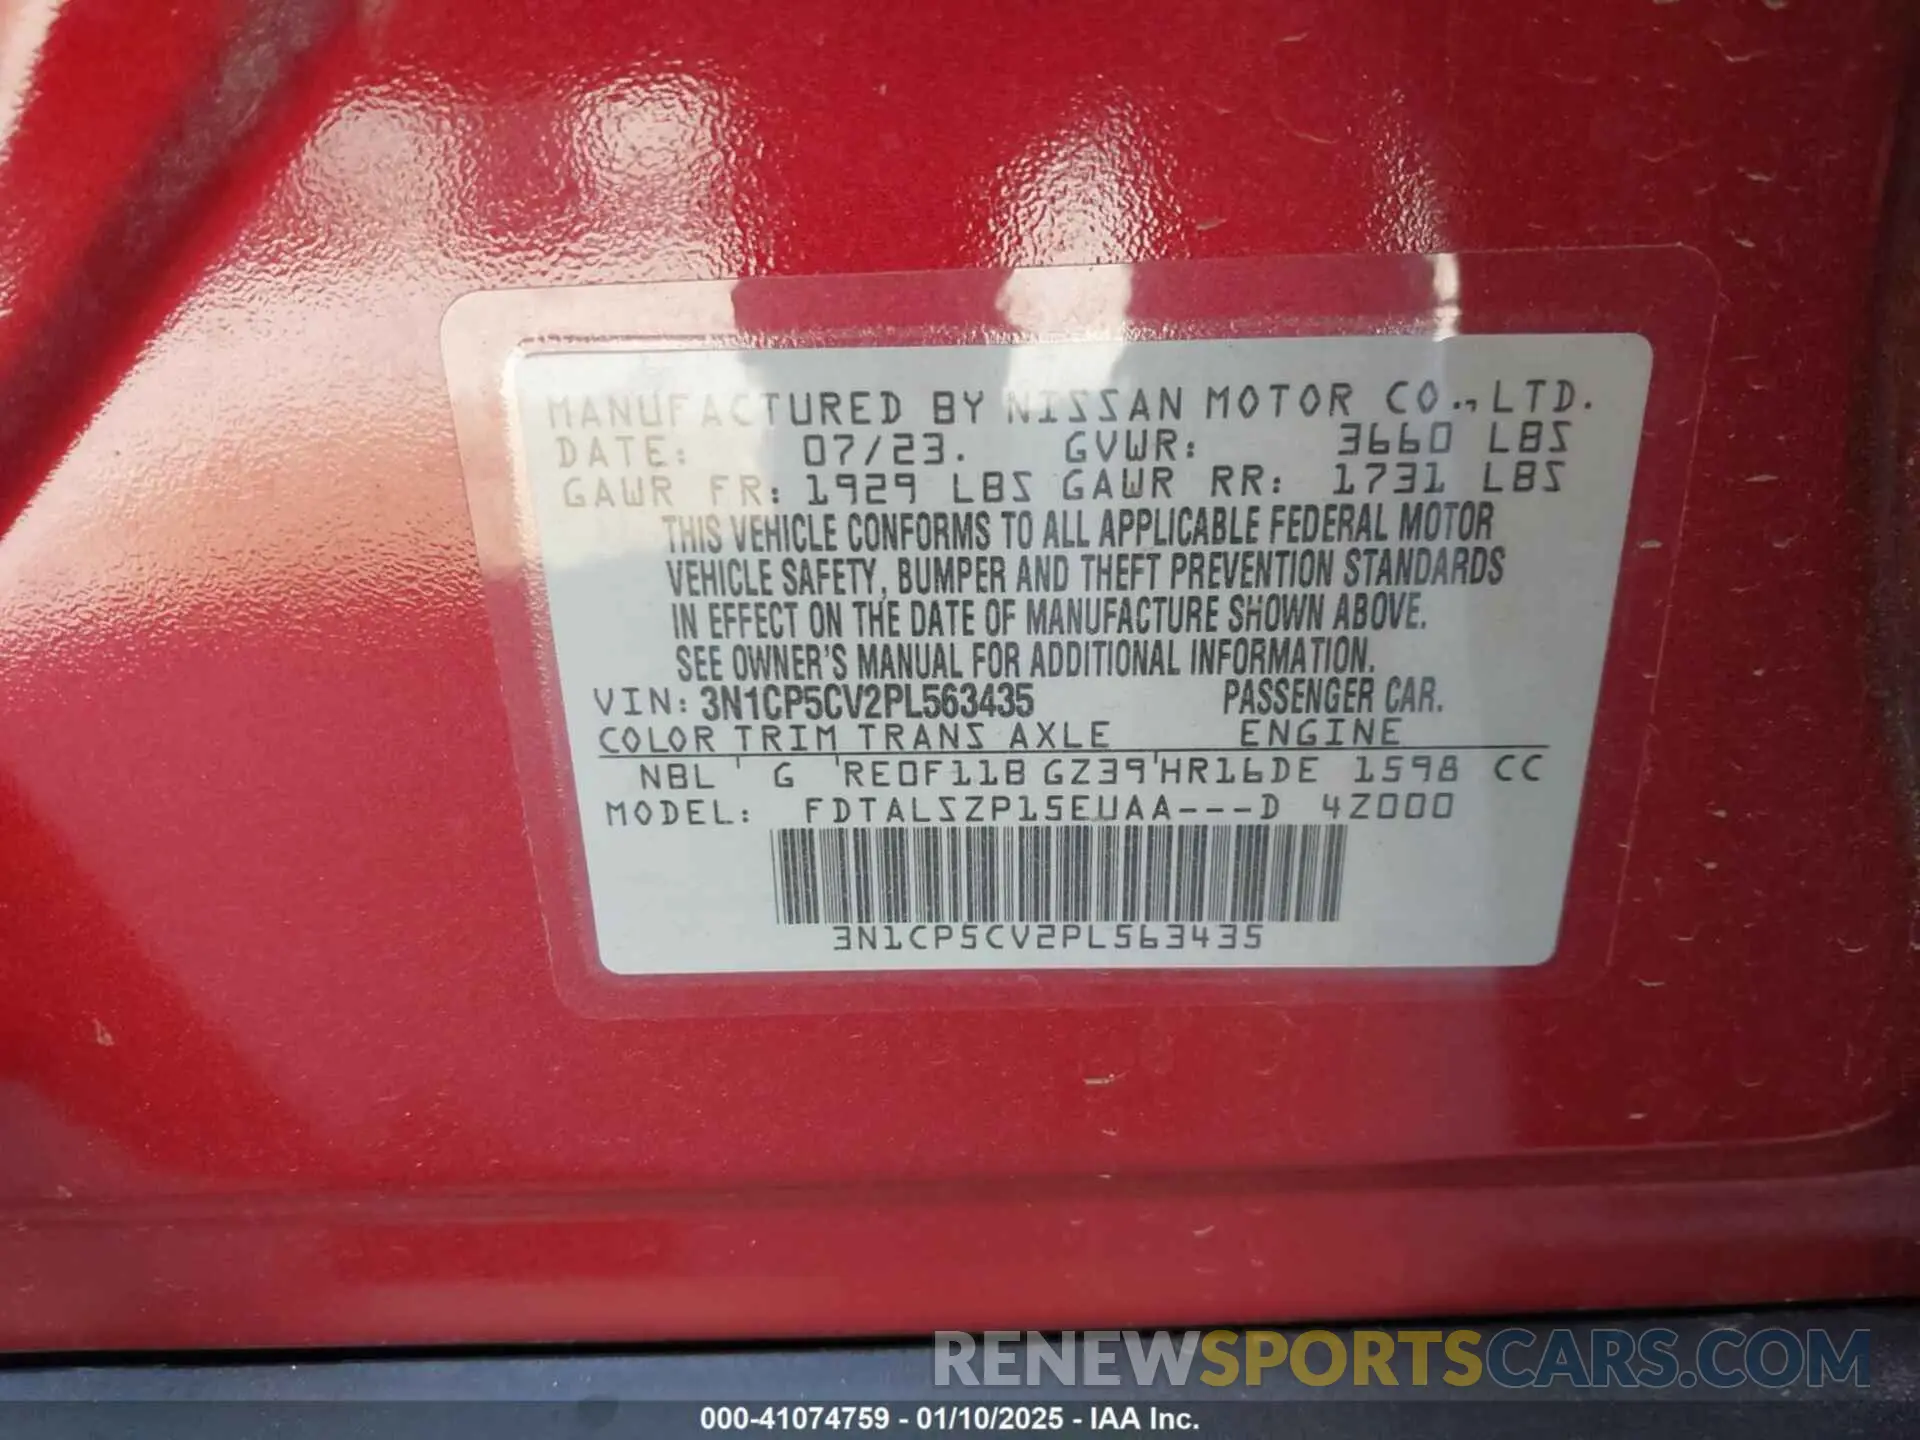 MANUFACTURED BY NISSAN MOTOR CO., LTD.
DATE: 07/23. GVWR: 3660 LBS
GAWR FR: 1929 LBS GAWR RR: 1731 LBS
THIS VEHICLE CONFORMS TO ALL APPLICABLE FEDERAL MOTOR
VEHICLE SAFETY, BUMPER AND THEFT PREVENTION STANDARDS
IN EFFECT ON THE DATE OF MANUFACTURE SHOWN ABOVE.
SEE OWNER'S MANUAL FOR ADDITIONAL INFORMATION.
VIN: 3N1CP5CV2PL563435 PASSENGER CAR.
COLOR TRIM TRANS AXLE ENGINE
NBL ' G 'RE0F11B GZ39'HR16DE 1598 CC
MODEL: FDTALSZP15EUAA---D 4Z000
3N1CP5CV2PL563435
RENEWSPORTSCARS.COM
000-41074759 - 01/10/2025 - IAA Inc.